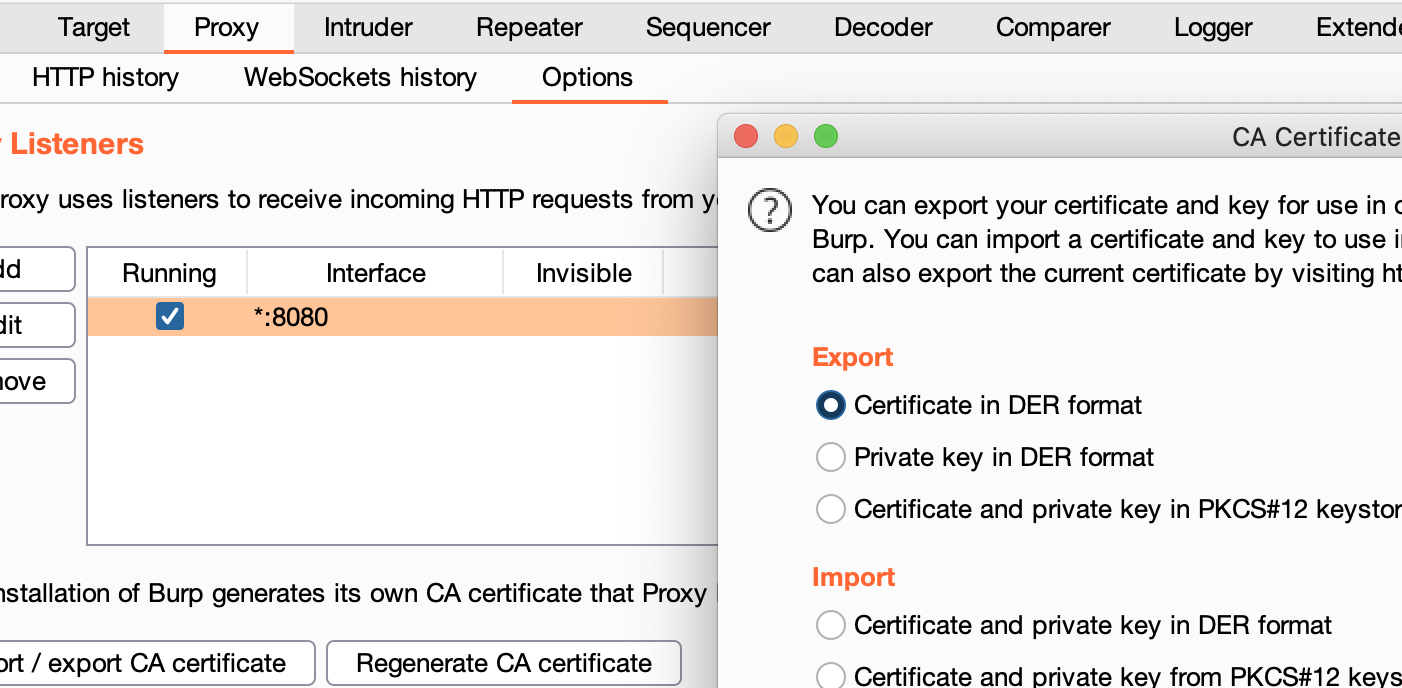 Target Proxy Intruder Repeater Sequencer Decoder Comparer Logger Extende
HTTP history WebSockets history Options
Listeners
CA Certificate
roxy uses listeners to receive incoming HTTP requests from y
You can export your certificate and key for use in
Burp. You can import a certificate and key to use i
can also export the current certificate by visiting ht
dd
Running Interface Invisible
*:8080
dit
move
Export
Certificate in DER format
Private key in DER format
Certificate and private key in PKCS#12 keystor
Import
nstallation of Burp generates its own CA certificate that Proxy
Certificate and private key in DER format
ort / export CA certificate Regenerate CA certificate
Certificate and private key from PKCS#12 keys